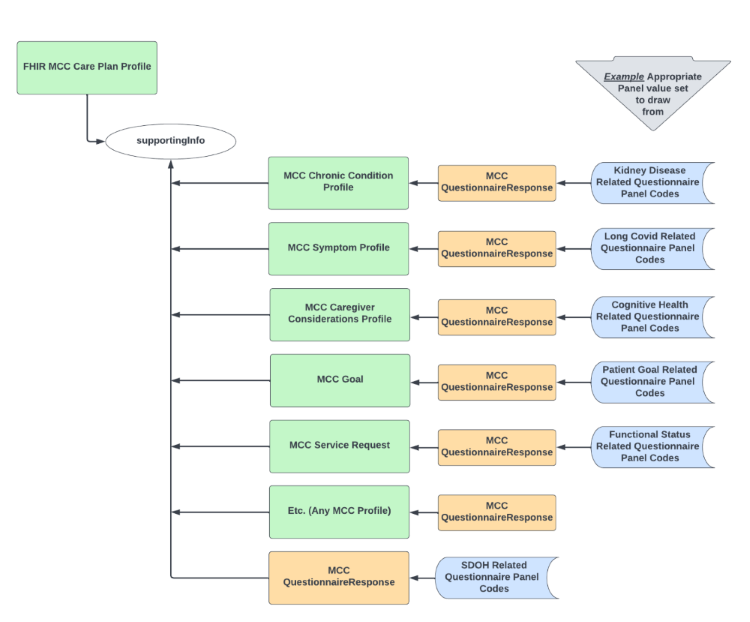 FHIR MCC Care Plan Profile
Example Appropriate
Panel value set
to draw
from
supportingInfo
MCC Chronic Condition
Profile
MCC
QuestionnaireResponse
Kidney Disease
Related Questionnaire
Panel Codes
MCC Symptom Profile
MCC
QuestionnaireResponse
Long Covid Related
Questionnaire Panel
Codes
MCC Caregiver
Considerations Profile
MCC
QuestionnaireResponse
Cognitive Health
Related Questionnaire
Panel Codes
MCC Goal
MCC
QuestionnaireResponse
Patient Goal Related
Questionnaire Panel
Codes
MCC Service Request
MCC
QuestionnaireResponse
Functional Status
Related Questionnaire
Panel Codes
Etc. (Any MCC Profile)
MCC
QuestionnaireResponse
MCC
QuestionnaireResponse
SDOH Related
Questionnaire Panel
Codes